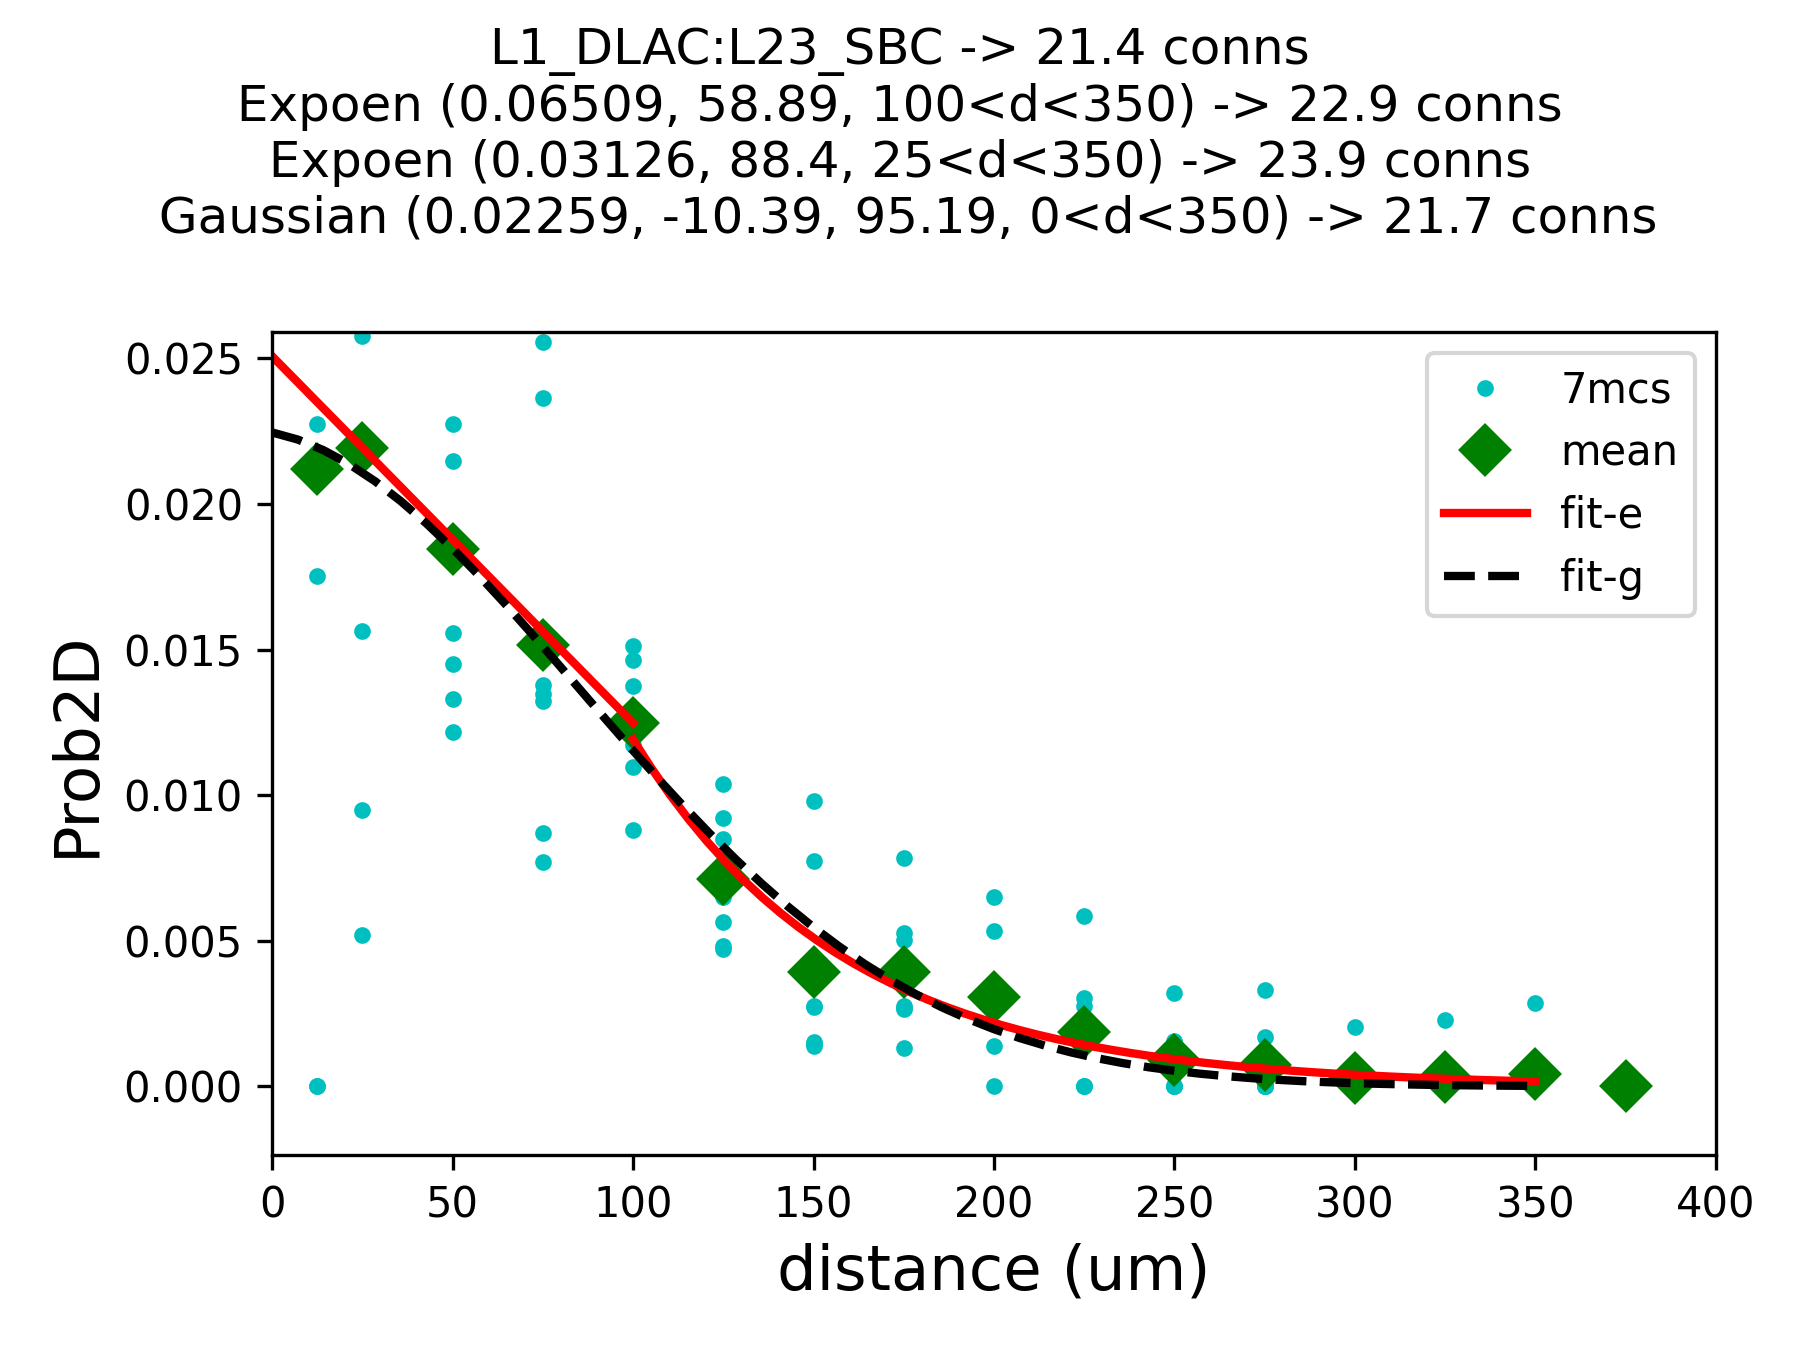 L1_DLAC:L23_SBC -> 21.4 conns
Expoen (0.06509, 58.89, 100<d<350) -> 22.9 conns
Expoen (0.03126, 88.4, 25<d<350) -> 23.9 conns
Gaussian (0.02259, -10.39, 95.19, 0<d<350) -> 21.7 conns
7mcs
mean
fit-e
fit-g
Prob2D
0.025
0.020
0.015
0.010
0.005
0.000
0 50 100 150 200 250 300 350 400
distance (um)